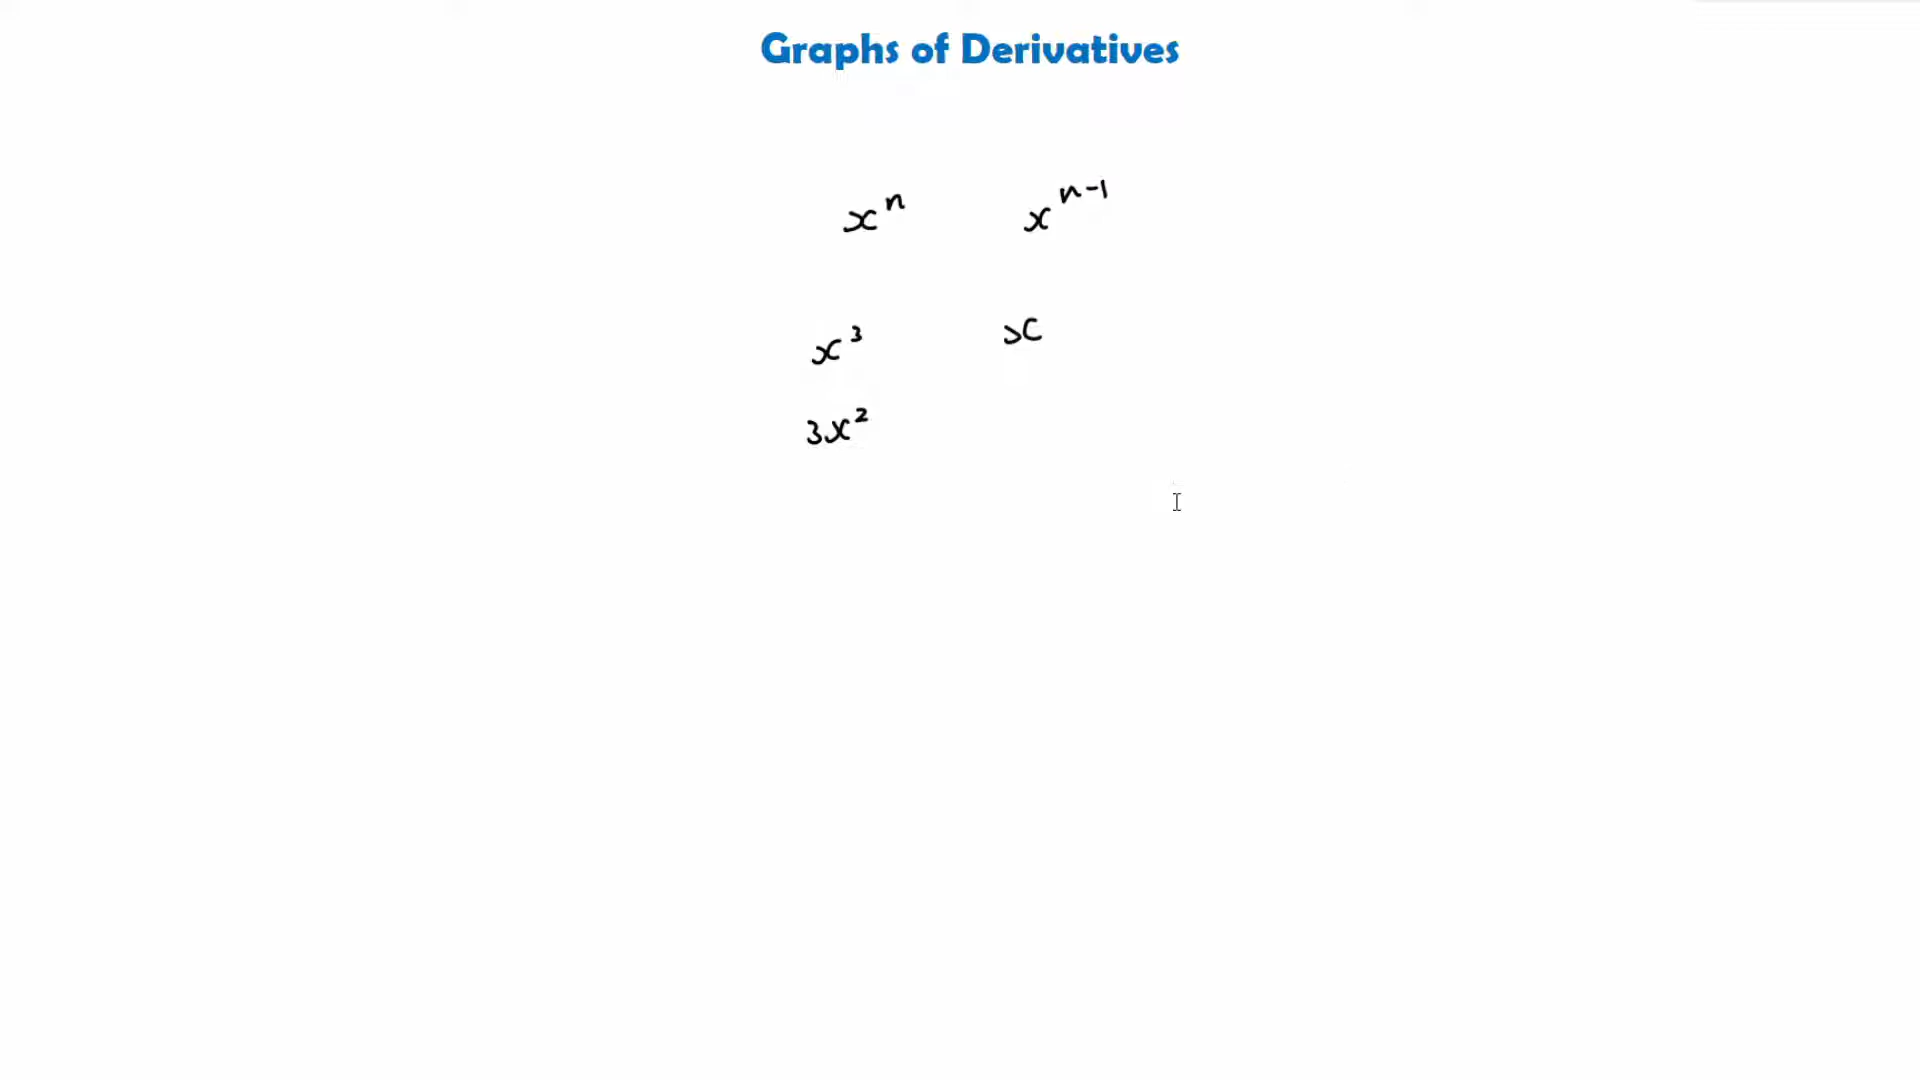 Graphs of Derivatives
xⁿ xⁿ⁻¹
x³ x
3x²